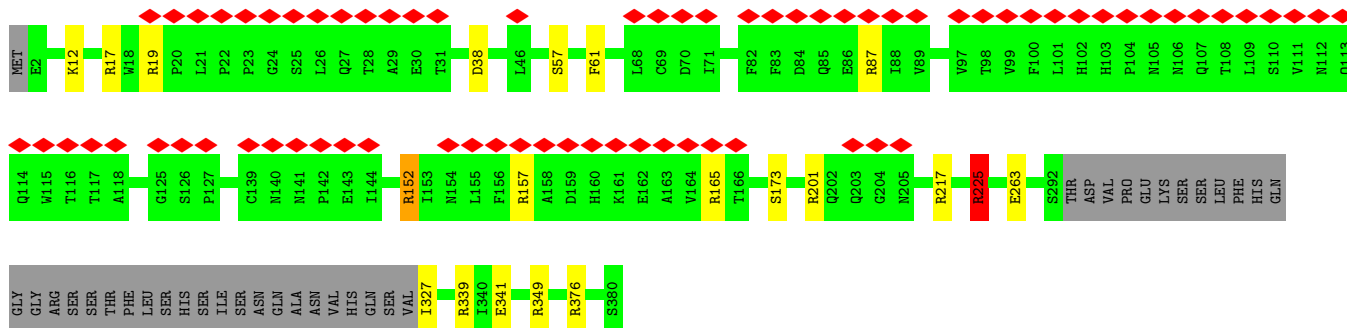 MET E2 K12 R17 W18 R19 P20 L21 P22 P23 G24 S25 L26 Q27 T28 A29 E30 T31 D38 L46 S57 F61 L68 C69 D70 I71 F82 F83 D84 Q85 E86 R87 I88 V89 V97 T98 V99 F100 L101 H102 H103 P104 N105 N106 Q107 T108 L109 S110 V111 N112 Q113
Q114 W115 T116 T117 A118 G125 S126 P127 C139 N140 N141 P142 E143 I144 R152 I153 N154 L155 F156 R157 A158 D159 H160 K161 E162 A163 V164 R165 T166 S173 R201 Q202 Q203 G204 N205 R217 R225 E263 S292 THR ASP VAL PRO GLU LYS SER SER LEU PHE HIS GLN
GLY GLY ARG SER SER THR PHE LEU SER HIS SER ILE SER ASN GLN ALA ASN VAL HIS GLN SER VAL I327 R339 I340 E341 R349 R376 S380